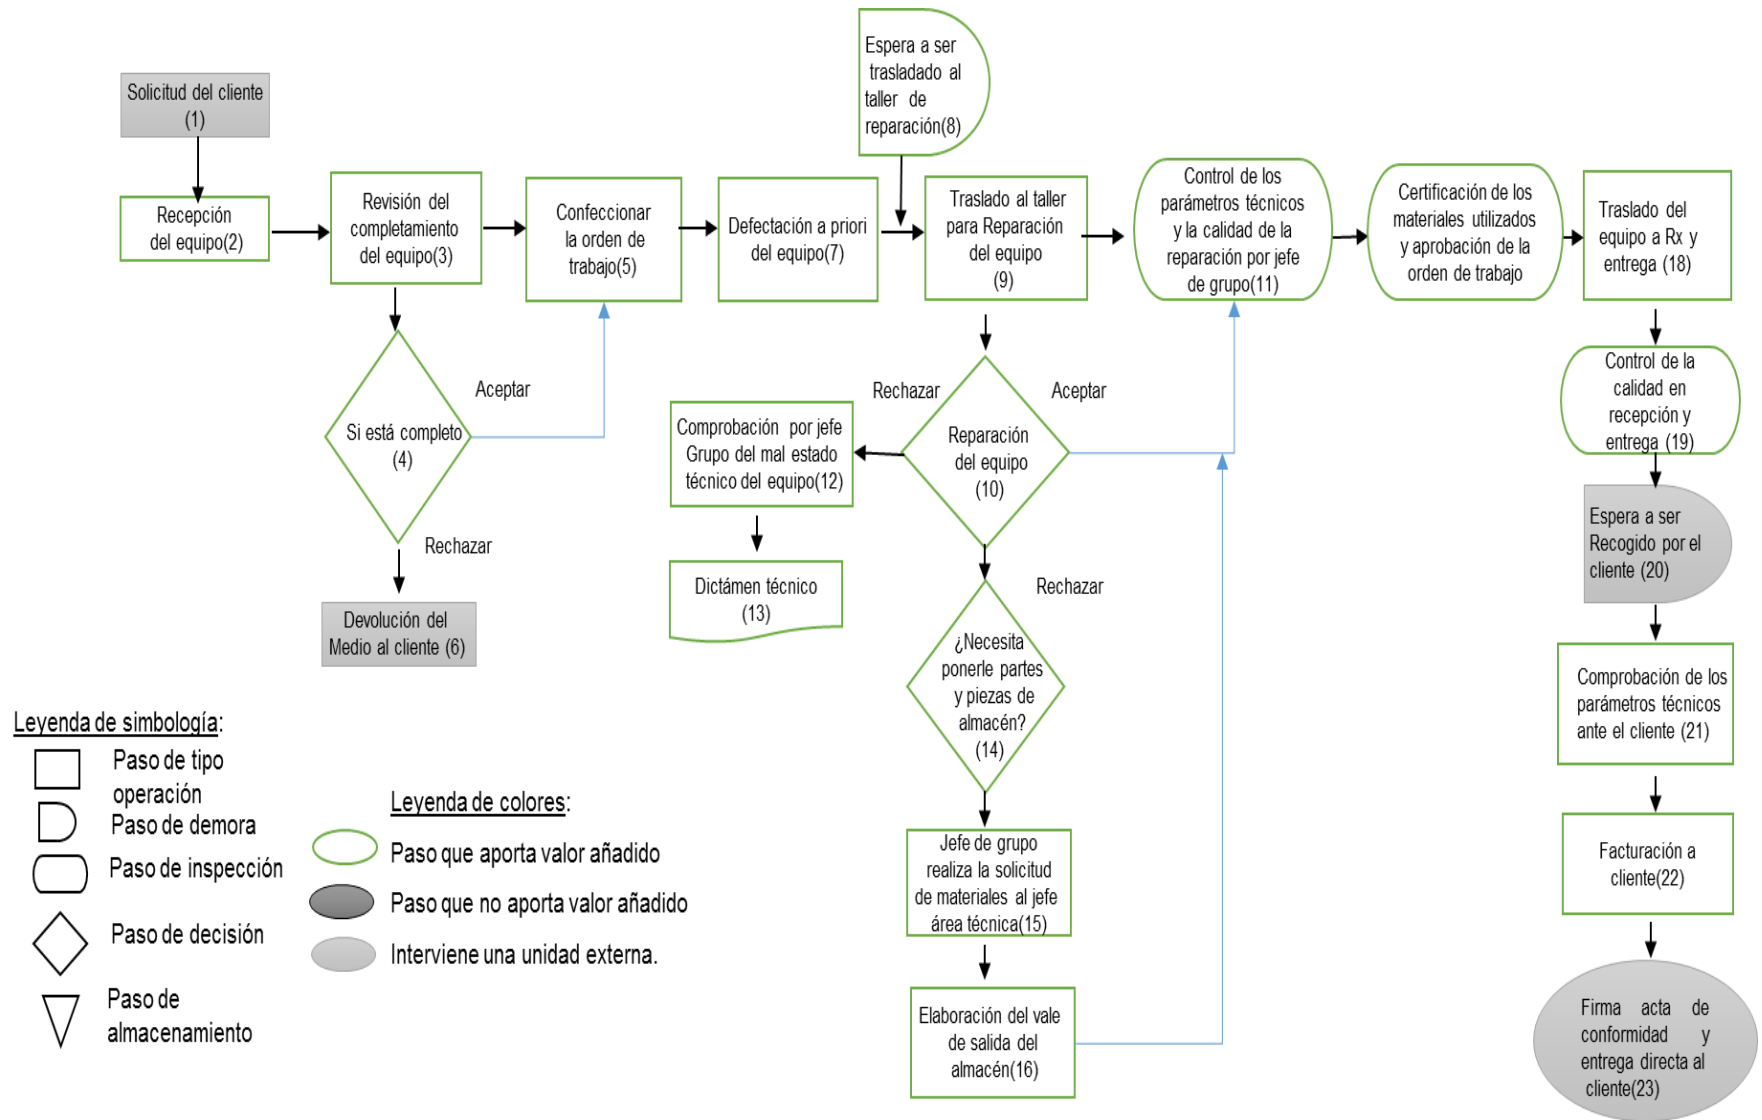 Solicitud del cliente
(1)
Recepción
del equipo(2)
Revisión del
completamiento
del equipo(3)
Si está completo
(4)
Aceptar
Rechazar
Devolución del
Medio al cliente (6)
Confeccionar
la orden de
trabajo(5)
Defectación a priori
del equipo(7)
Espera a ser
trasladado al
taller de
reparación(8)
Traslado al taller
para Reparación
del equipo
(9)
Rechazar
Aceptar
Reparación
del equipo
(10)
Comprobación por jefe
Grupo del mal estado
técnico del equipo(12)
Dictámen técnico
(13)
Rechazar
¿Necesita
ponerle partes
y piezas de
almacén?
(14)
Jefe de grupo
realiza la solicitud
de materiales al jefe
área técnica(15)
Elaboración del vale
de salida del
almacén(16)
Control de los
parámetros técnicos
y la calidad de la
reparación por jefe
de grupo(11)
Certificación de los
materiales utilizados
y aprobación de la
orden de trabajo
Traslado del
equipo a Rx y
entrega (18)
Control de la
calidad en
recepción y
entrega (19)
Espera a ser
Recogido por el
cliente (20)
Comprobación de los
parámetros técnicos
ante el cliente (21)
Facturación a
cliente(22)
Firma acta de
conformidad y
entrega directa al
cliente(23)
Leyenda de simbología:
Paso de tipo
operación
Paso de demora
Paso de inspección
Paso de decisión
Paso de
almacenamiento
Leyenda de colores:
Paso que aporta valor añadido
Paso que no aporta valor añadido
Interviene una unidad externa.